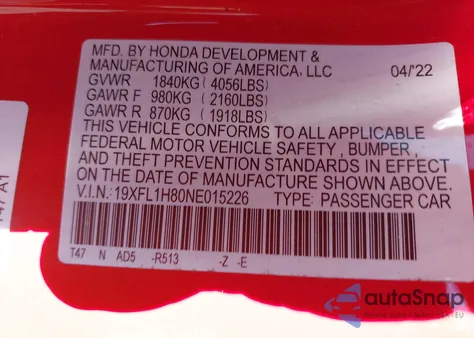 MFD. BY HONDA DEVELOPMENT &
MANUFACTURING OF AMERICA, LLC 04/'22
GVWR 1840KG (4056LBS)
GAWR F 980KG (2160LBS)
GAWR R 870KG (1918LBS)
THIS VEHICLE CONFORMS TO ALL APPLICABLE
FEDERAL MOTOR VEHICLE SAFETY, BUMPER,
AND THEFT PREVENTION STANDARDS IN EFFECT
ON THE DATE OF MANUFACTURE SHOWN ABOVE.
V.I.N.:19XFL1H80NE015226 TYPE: PASSENGER CAR
T47 N AD5 -R513 -Z -E
T47 A1
autoSnap